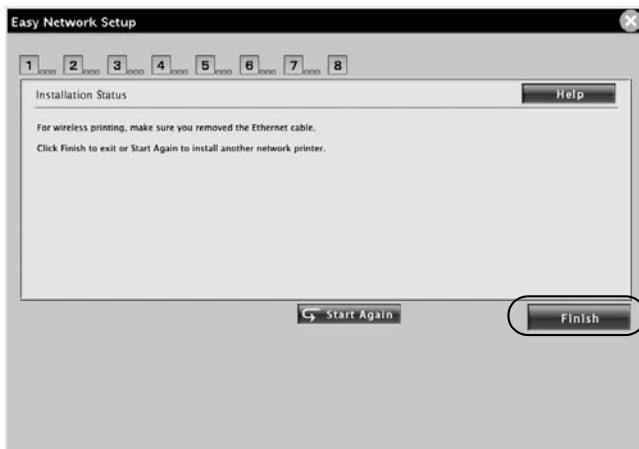 Easy Network Setup
1 2 3 4 5 6 7 8
Installation Status
Help
For wireless printing, make sure you removed the Ethernet cable.
Click Finish to exit or Start Again to install another network printer.
Start Again
Finish